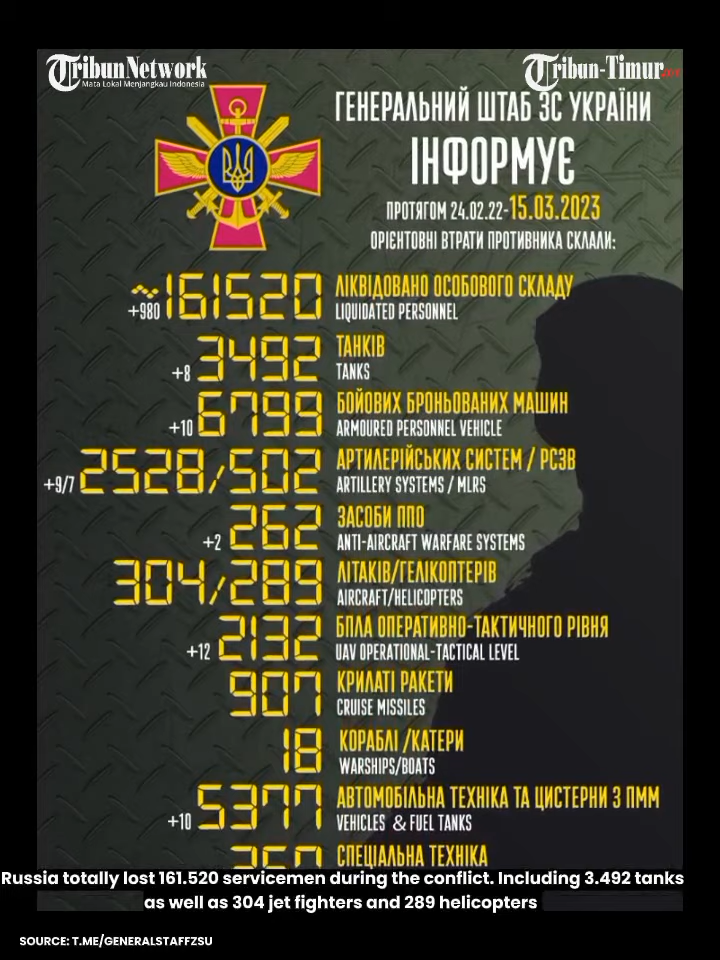 TribunNetwork
Mata Lokal Menjangkau Indonesia
Tribun-Timur.com
ГЕНЕРАЛЬНИЙ ШТАБ ЗС УКРАЇНИ
ІНФОРМУЄ
ПРОТЯГОМ 24.02.22-15.03.2023
ОРІЄНТОВНІ ВТРАТИ ПРОТИВНИКА СКЛАЛИ:
+980 ~161520 ЛІКВІДОВАНО ОСОБОВОГО СКЛАДУ
LIQUIDATED PERSONNEL
+8 3492 ТАНКІВ
TANKS
+10 6799 БОЙОВИХ БРОНЬОВАНИХ МАШИН
ARMOURED PERSONNEL VEHICLE
+9/7 2528/502 АРТИЛЕРІЙСЬКИХ СИСТЕМ / РСЗВ
ARTILLERY SYSTEMS / MLRS
+2 262 ЗАСОБИ ППО
ANTI-AIRCRAFT WARFARE SYSTEMS
304/289 ЛІТАКІВ/ГЕЛІКОПТЕРІВ
AIRCRAFT/HELICOPTERS
+12 2132 БПЛА ОПЕРАТИВНО-ТАКТИЧНОГО РІВНЯ
UAV OPERATIONAL-TACTICAL LEVEL
907 КРИЛАТІ РАКЕТИ
CRUISE MISSILES
18 КОРАБЛІ /КАТЕРИ
WARSHIPS/BOATS
+10 5377 АВТОМОБІЛЬНА ТЕХНІКА ТА ЦИСТЕРНИ З ПММ
VEHICLES & FUEL TANKS
СПЕЦІАЛЬНА ТЕХНІКА
Russia totally lost 161.520 servicemen during the conflict. Including 3.492 tanks
as well as 304 jet fighters and 289 helicopters
SOURCE: T.ME/GENERALSTAFFZSU